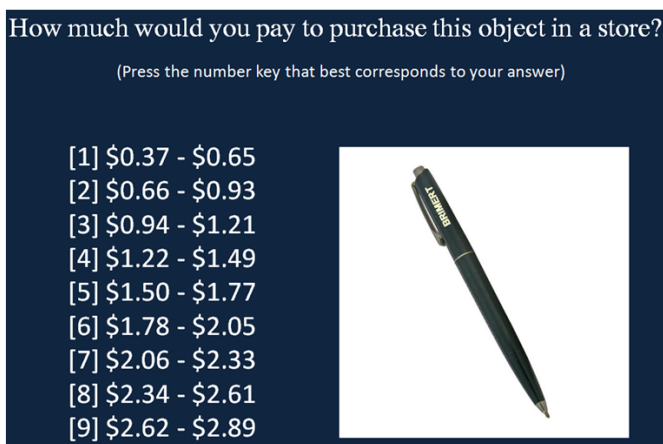 How much would you pay to purchase this object in a store?
(Press the number key that best corresponds to your answer)
[1] $0.37 - $0.65
[2] $0.66 - $0.93
[3] $0.94 - $1.21
[4] $1.22 - $1.49
[5] $1.50 - $1.77
[6] $1.78 - $2.05
[7] $2.06 - $2.33
[8] $2.34 - $2.61
[9] $2.62 - $2.89
BRIMERT